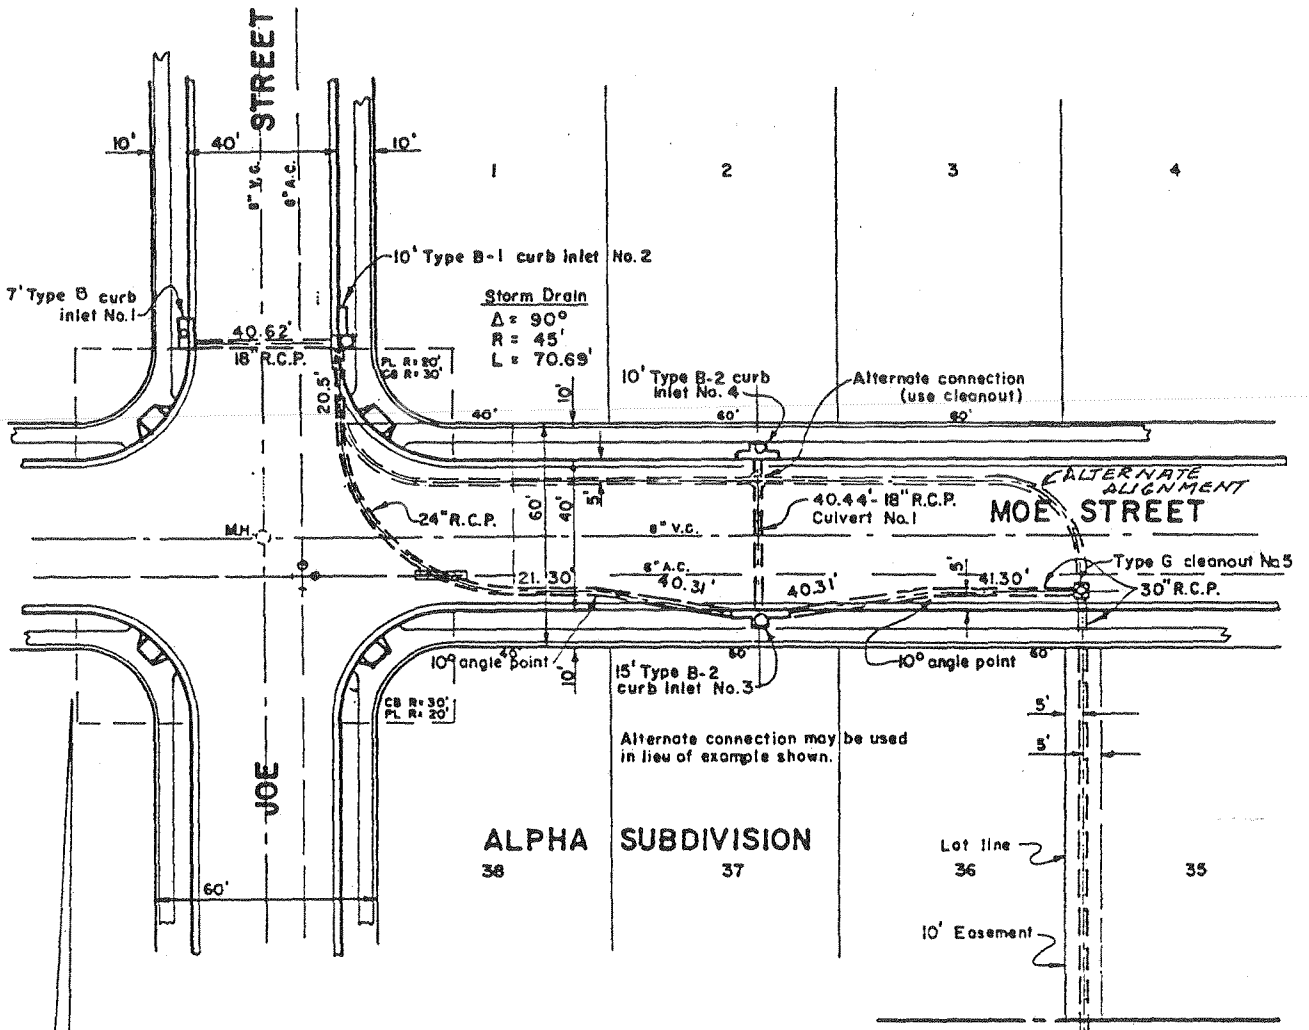 STREET
10'
40'
10'
8" V.C.
6" A.C.
1
2
3
4
10' Type B-1 curb inlet No. 2
7' Type B curb
inlet No.1
Storm Drain
Δ = 90°
R = 45'
L = 70.69'
40.62'
18" R.C.P.
PL R= 20'
CB R= 30'
20.5'
10' Type B-2 curb
inlet No. 4
Alternate connection
(use cleanout)
10'
40'
60'
60'
ALTERNATE
ALIGNMENT
60'
40'
5'
40.44'- 18" R.C.P.
Culvert No.1
MOE STREET
24" R.C.P.
M.H.
8" V.C.
6" A.C.
21.30'
40.31'
40.31'
5'
41.30'
Type G cleanout No.5
30" R.C.P.
40'
10° angle point
10'
60'
15' Type B-2
curb inlet No.3
10° angle point
60'
CB R= 30'
PL R= 20'
5'
5'
Alternate connection may be used
in lieu of example shown.
JOE
ALPHA SUBDIVISION
38
37
36
35
Lot line
60'
10' Easement